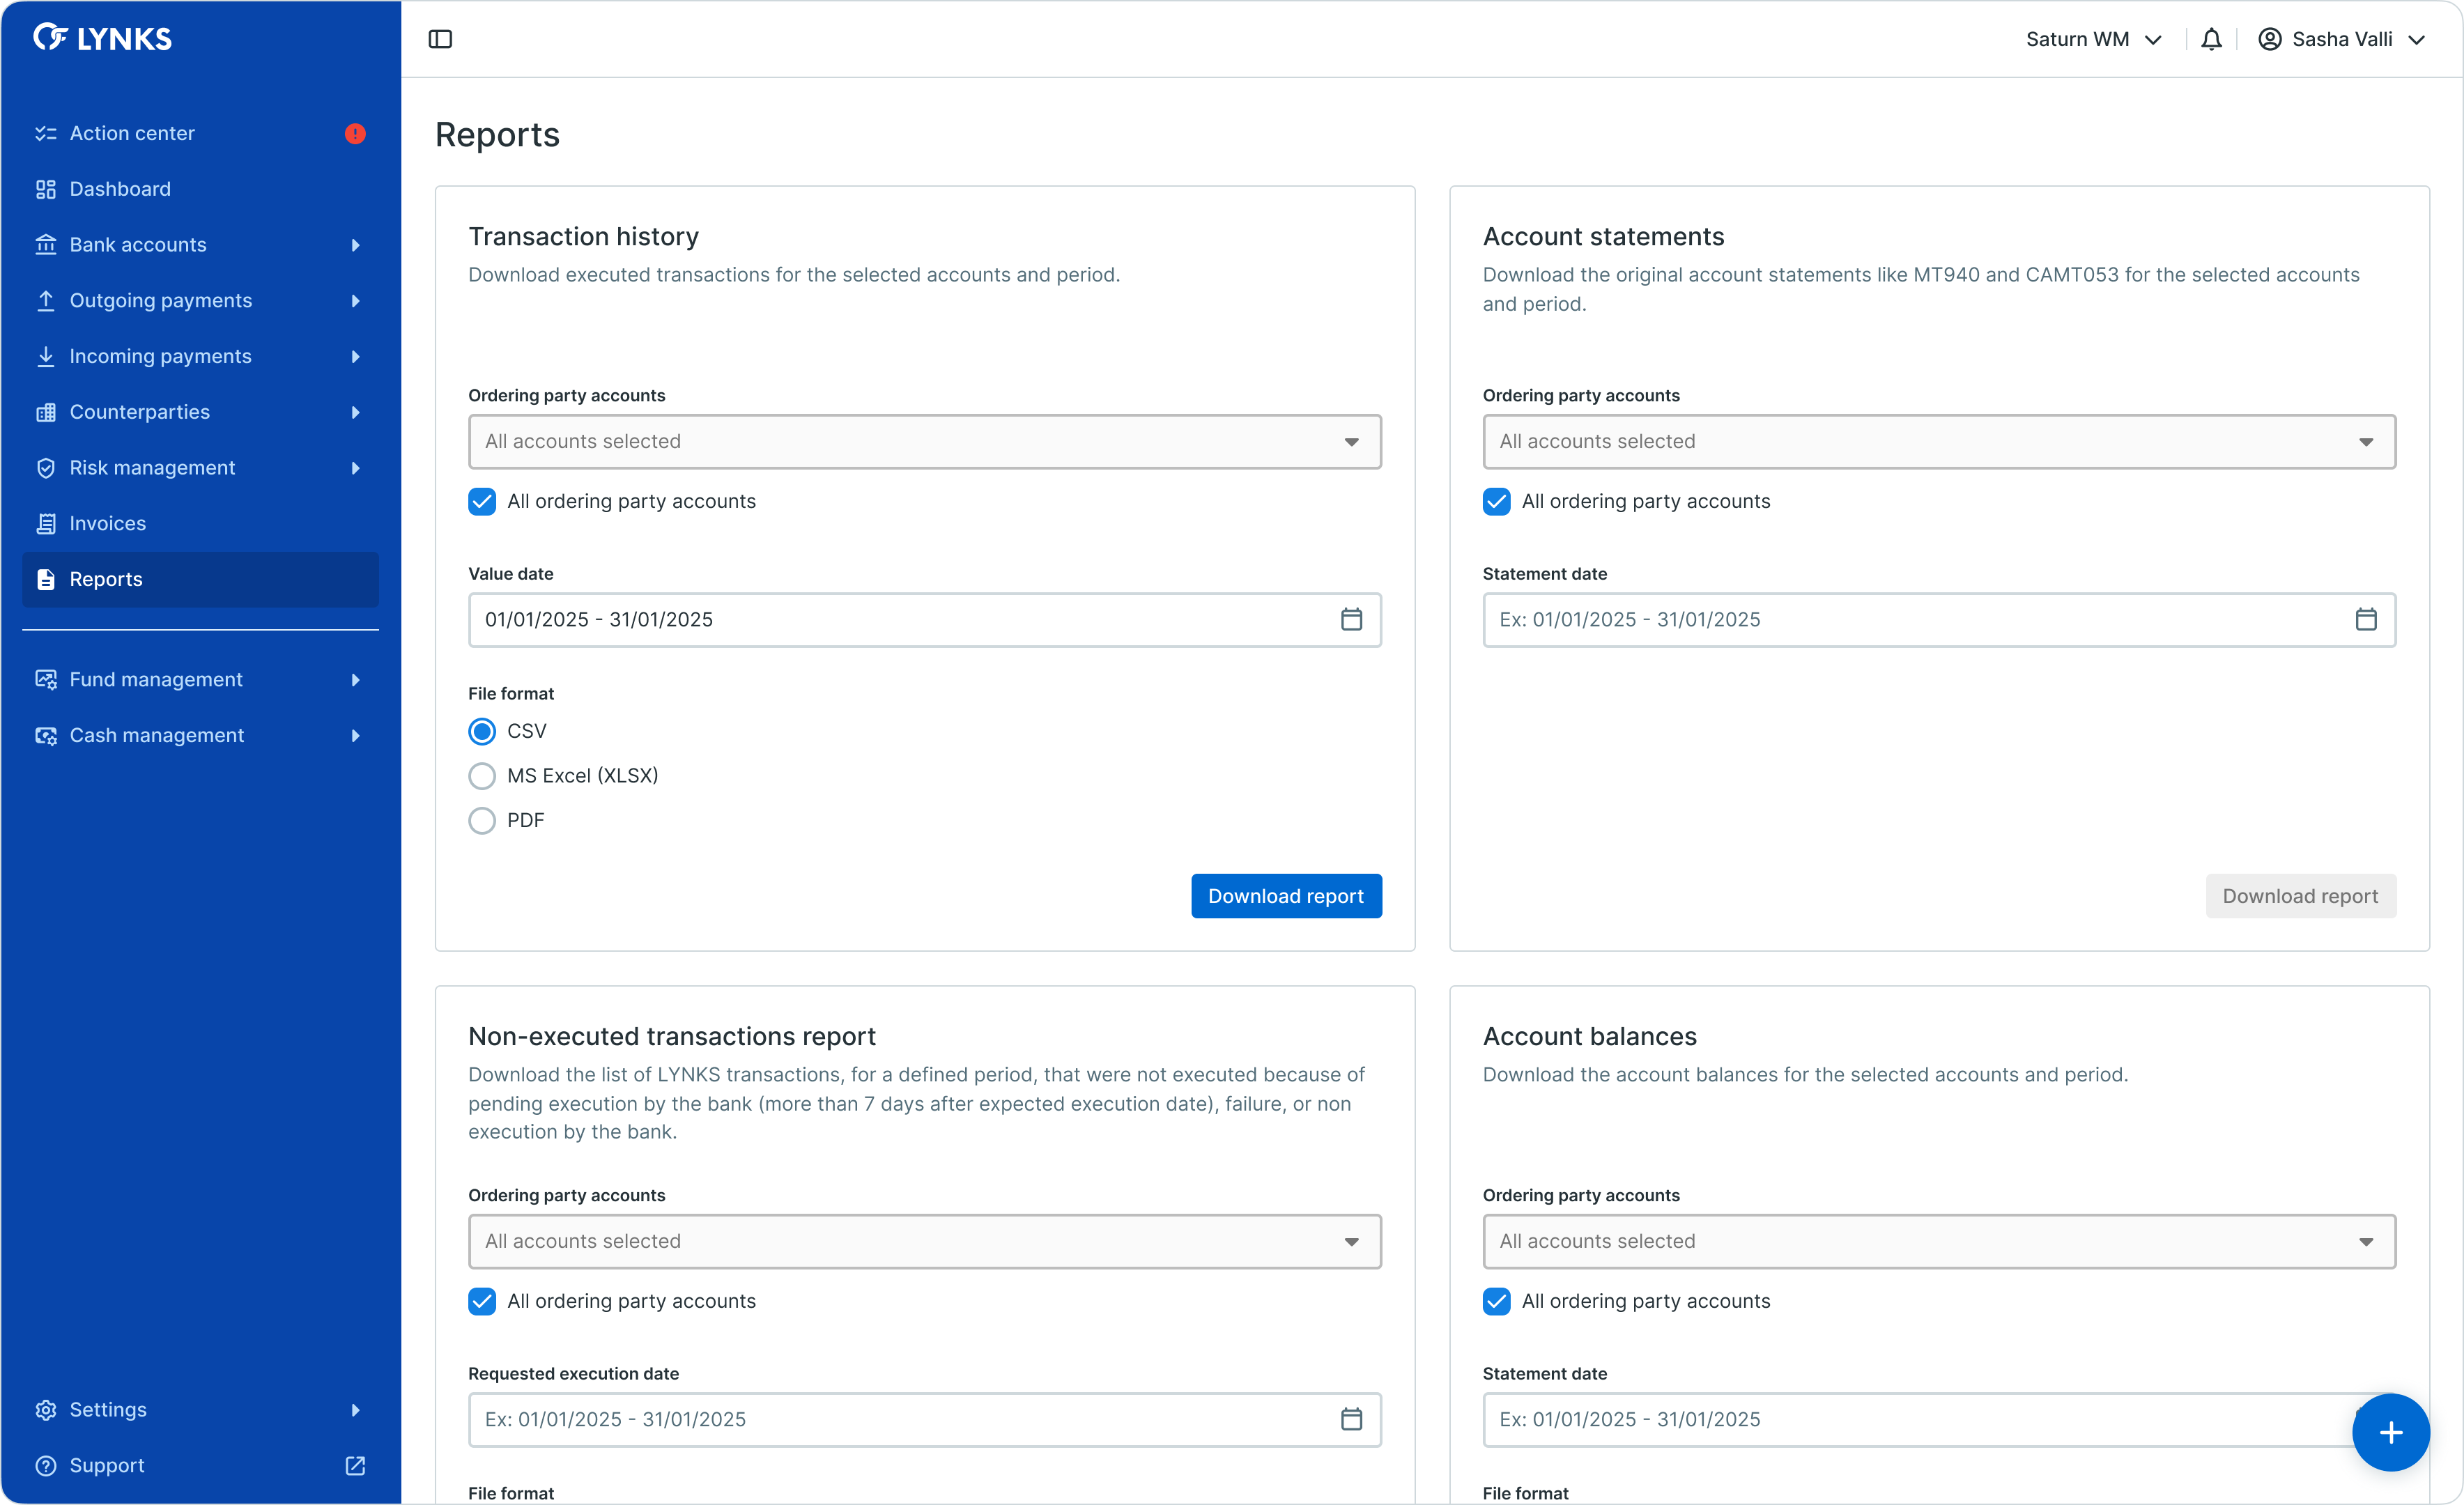 LYNKS
Action center
Dashboard
Bank accounts
Outgoing payments
Incoming payments
Counterparties
Risk management
Invoices
Reports
Fund management
Cash management
Settings
Support
Saturn WM
Sasha Valli
Reports
Transaction history
Download executed transactions for the selected accounts and period.
Ordering party accounts
All accounts selected
All ordering party accounts
Value date
01/01/2025 - 31/01/2025
File format
CSV
MS Excel (XLSX)
PDF
Download report
Account statements
Download the original account statements like MT940 and CAMT053 for the selected accounts
and period.
Ordering party accounts
All accounts selected
All ordering party accounts
Statement date
Ex: 01/01/2025 - 31/01/2025
Download report
Non-executed transactions report
Download the list of LYNKS transactions, for a defined period, that were not executed because of
pending execution by the bank (more than 7 days after expected execution date), failure, or non
execution by the bank.
Ordering party accounts
All accounts selected
All ordering party accounts
Requested execution date
Ex: 01/01/2025 - 31/01/2025
File format
Account balances
Download the account balances for the selected accounts and period.
Ordering party accounts
All accounts selected
All ordering party accounts
Statement date
Ex: 01/01/2025 - 31/01/2025
File format